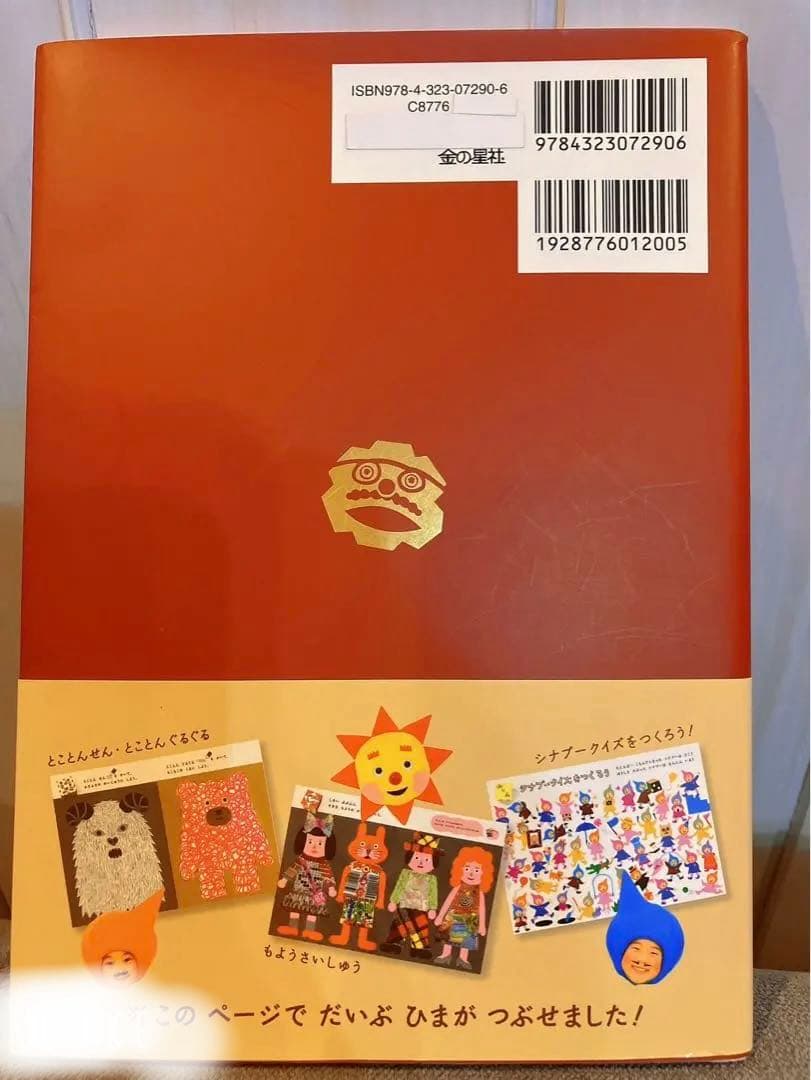 ISBN978-4-323-07290-6
C8776
金の星社
9784323072906
1928776012005
とことんせん・とことんぐるぐる
シナプークイズをつくろう!
シナプークイズをつくろう
もようさいしゅう
この ページで だいぶ ひまが つぶせました!